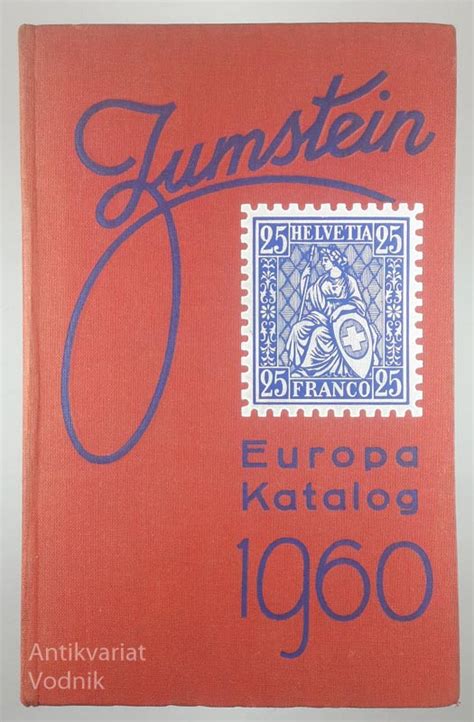 Zumstein
25 HELVETIA 25
25 FRANCO 25
Europa
Katalog
1960
Antikvariat
Vodnik